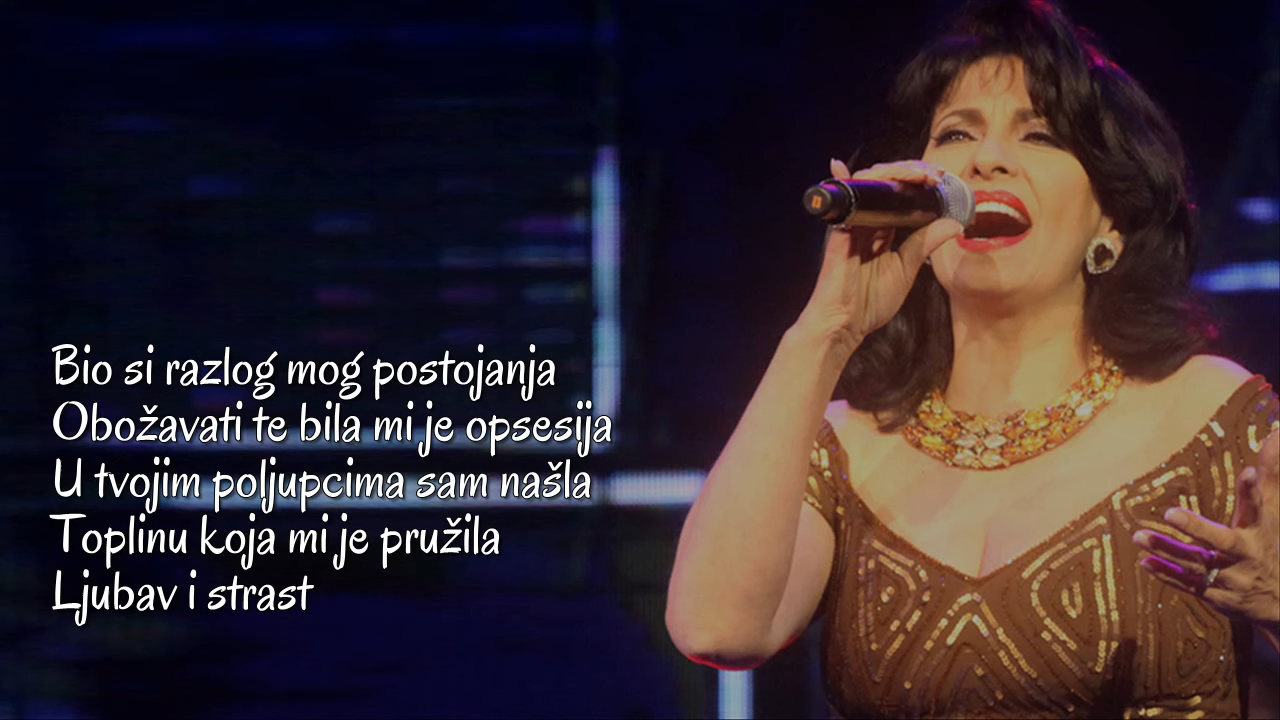 Bio si razlog mog postojanja
Obožavati te bila mi je opsesija
U tvojim poljupcima sam našla
Toplinu koja mi je pružila
Ljubav i strast